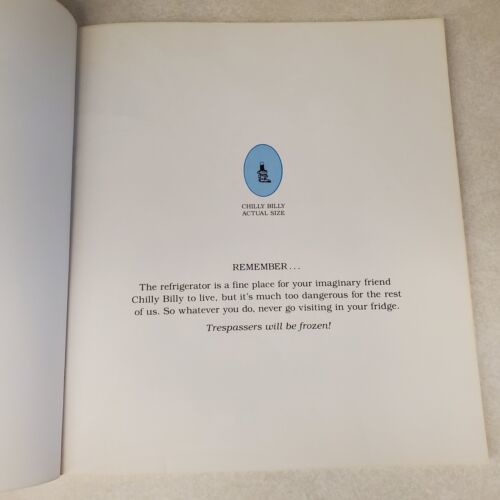 CHILLY BILLY
ACTUAL SIZE
REMEMBER...
The refrigerator is a fine place for your imaginary friend
Chilly Billy to live, but it's much too dangerous for the rest
of us. So whatever you do, never go visiting in your fridge.
Trespassers will be frozen!